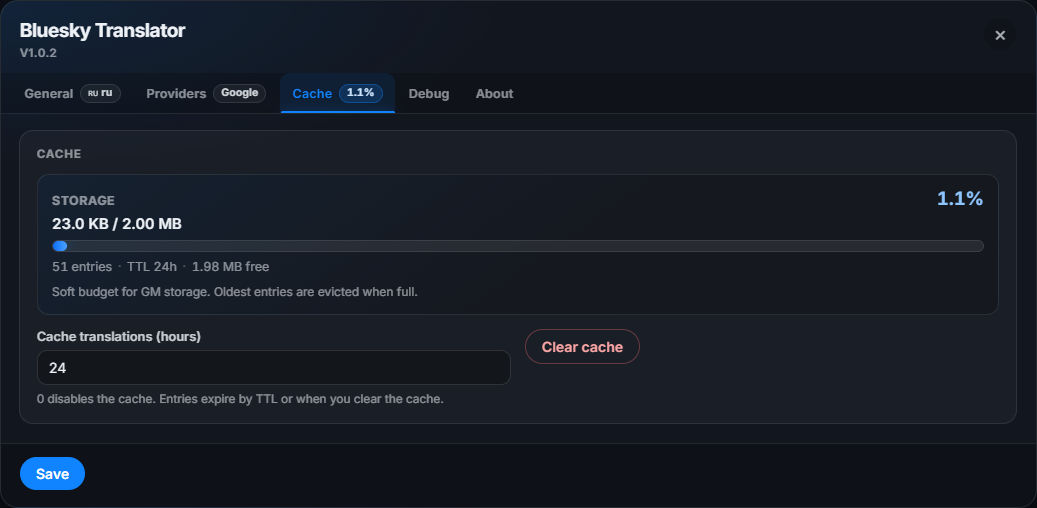 Bluesky Translator
V1.0.2
General RU ru Providers Google Cache 1.1% Debug About
CACHE
STORAGE 1.1%
23.0 KB / 2.00 MB
51 entries · TTL 24h · 1.98 MB free
Soft budget for GM storage. Oldest entries are evicted when full.
Cache translations (hours)
24
Clear cache
0 disables the cache. Entries expire by TTL or when you clear the cache.
Save